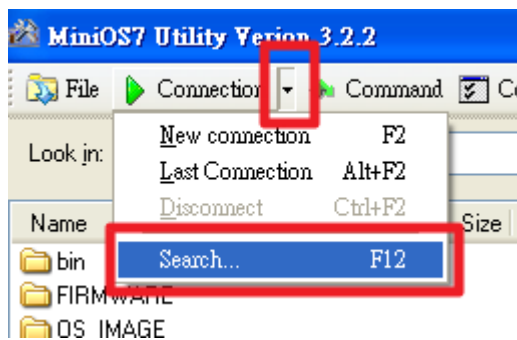 MiniOS7 Utility Verion 3.2.2
File Connection Command
New connection F2
Look in:
Last Connection Alt+F2
Disconnect Ctrl+F2
Name Size
bin
Search... F12
FIRMWARE
OS_IMAGE